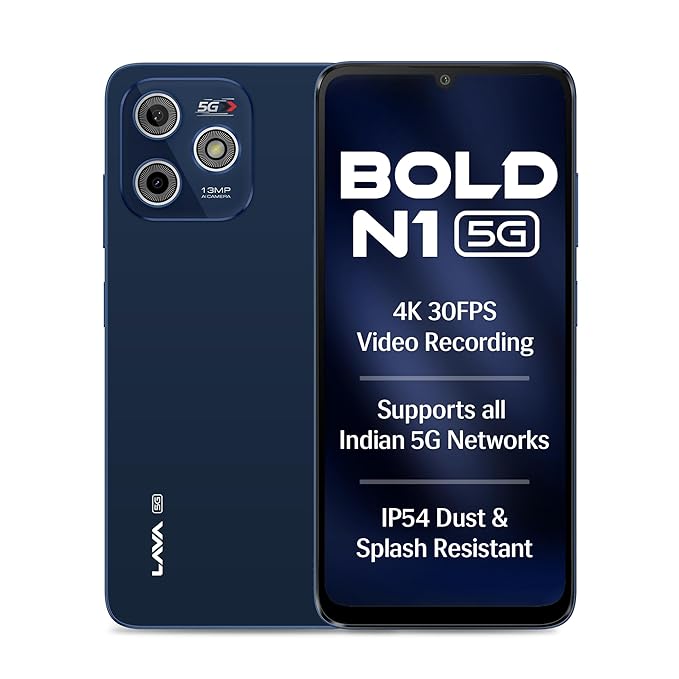 5G
13MP
AI CAMERA
LAVA 5G
BOLD
N1 5G
4K 30FPS
Video Recording
Supports all
Indian 5G Networks
IP54 Dust &
Splash Resistant